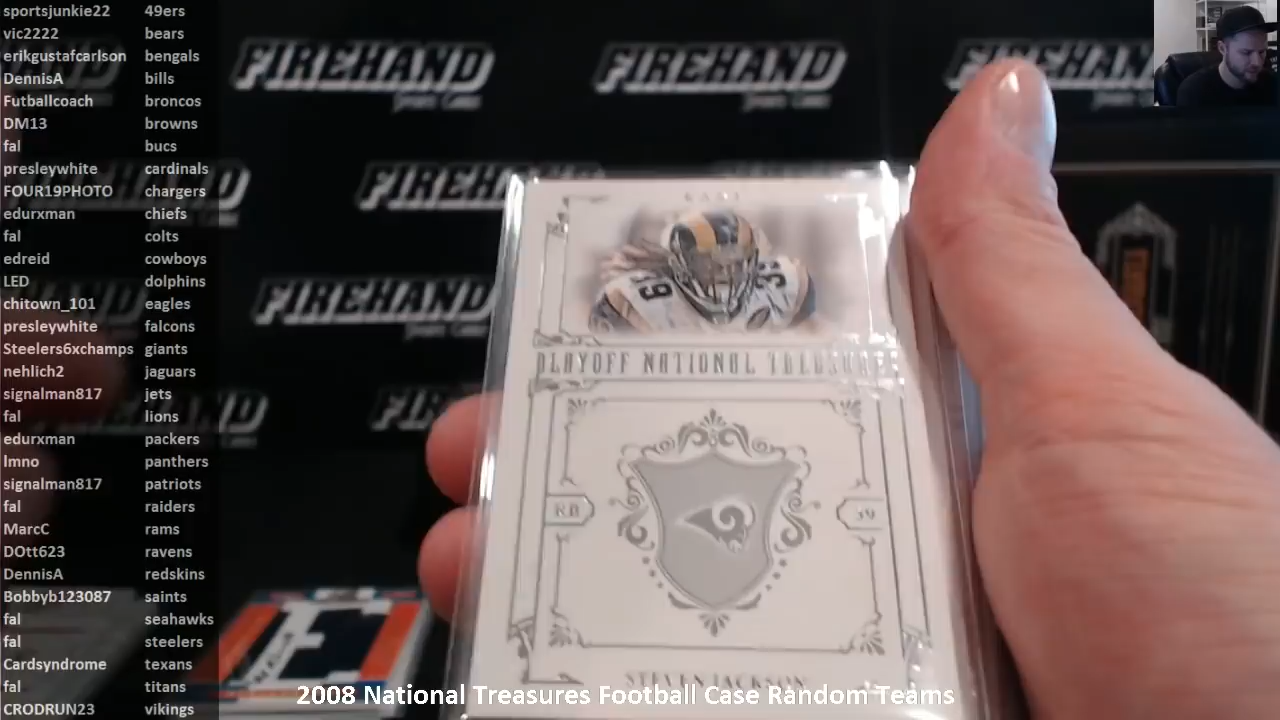 sportsjunkie22 49ers
vic2222 bears
erikgustafcarlson bengals
DennisA bills
Futballcoach broncos
DM13 browns
fal bucs
presleywhite cardinals
FOUR19PHOTO chargers
edurxman chiefs
fal colts
edreid cowboys
LED dolphins
chitown_101 eagles
presleywhite falcons
Steelers6xchamps giants
nehlich2 jaguars
signalman817 jets
fal lions
edurxman packers
lmno panthers
signalman817 patriots
fal raiders
MarcC rams
DOtt623 ravens
DennisA redskins
Bobbyb123087 saints
fal seahawks
fal steelers
Cardsyndrome texans
fal titans
CRODRUN23 vikings
FIREHAND FIREHAND FIREHAND
FIREHAND
FIREHAND
39
PLAYOFF NATIONAL TREASURES
RB 39
STEVEN JACKSON
2008 National Treasures Football Case Random Teams